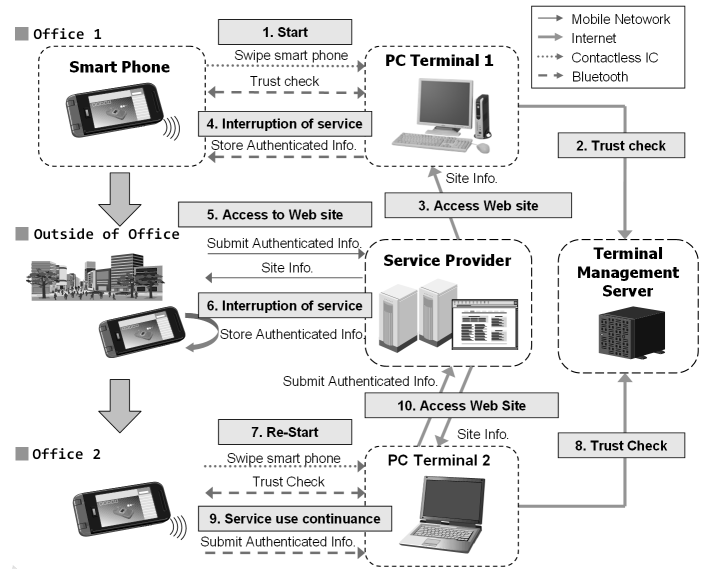 Office 1
1. Start
Swipe smart phone
Smart Phone
Trust check
PC Terminal 1
4. Interruption of service
Store Authenticated Info.
Mobile Netowork
Internet
Contactless IC
Bluetooth
2. Trust check
Site Info.
3. Access Web site
Outside of Office
5. Access to Web site
Submit Authenticated Info.
Site Info.
6. Interruption of service
Store Authenticated Info.
Service Provider
Terminal
Management
Server
Submit Authenticated Info.
10. Access Web Site
Site Info.
8. Trust Check
Office 2
7. Re-Start
Swipe smart phone
Trust Check
PC Terminal 2
9. Service use continuance
Submit Authenticated Info.